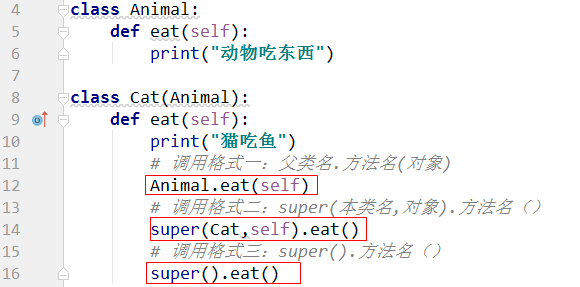 4 class Animal:
5     def eat(self):
6         print("动物吃东西")
7
8 class Cat(Animal):
9     def eat(self):
10         print("猫吃鱼")
11         # 调用格式一：父类名.方法名(对象)
12         Animal.eat(self)
13         # 调用格式二：super(本类名,对象).方法名（）
14         super(Cat,self).eat()
15         # 调用格式三：super().方法名（）
16         super().eat()